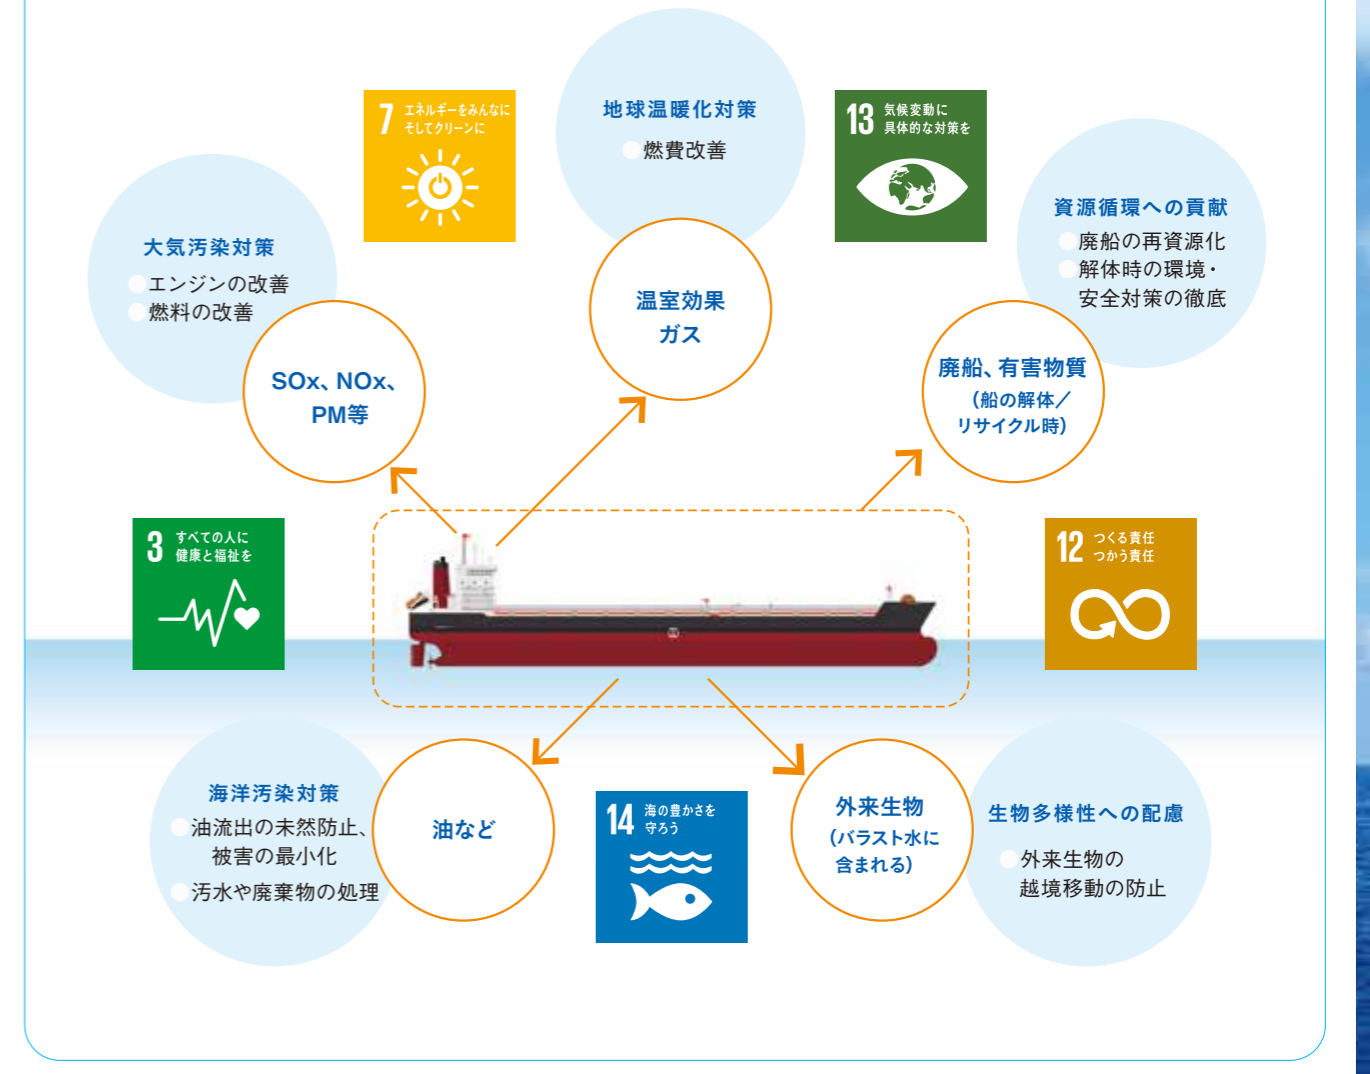 地球温暖化対策
燃費改善
7 エネルギーをみんなに
そしてクリーンに
13 気候変動に
具体的な対策を
大気汚染対策
エンジンの改善
燃料の改善
資源循環への貢献
廃船の再資源化
解体時の環境・
安全対策の徹底
温室効果
ガス
SOx、NOx、
PM等
廃船、有害物質
（船の解体／
リサイクル時）
3 すべての人に
健康と福祉を
12 つくる責任
つかう責任
海洋汚染対策
油流出の未然防止、
被害の最小化
汚水や廃棄物の処理
油など
14 海の豊かさを
守ろう
外来生物
（バラスト水に
含まれる）
生物多様性への配慮
外来生物の
越境移動の防止